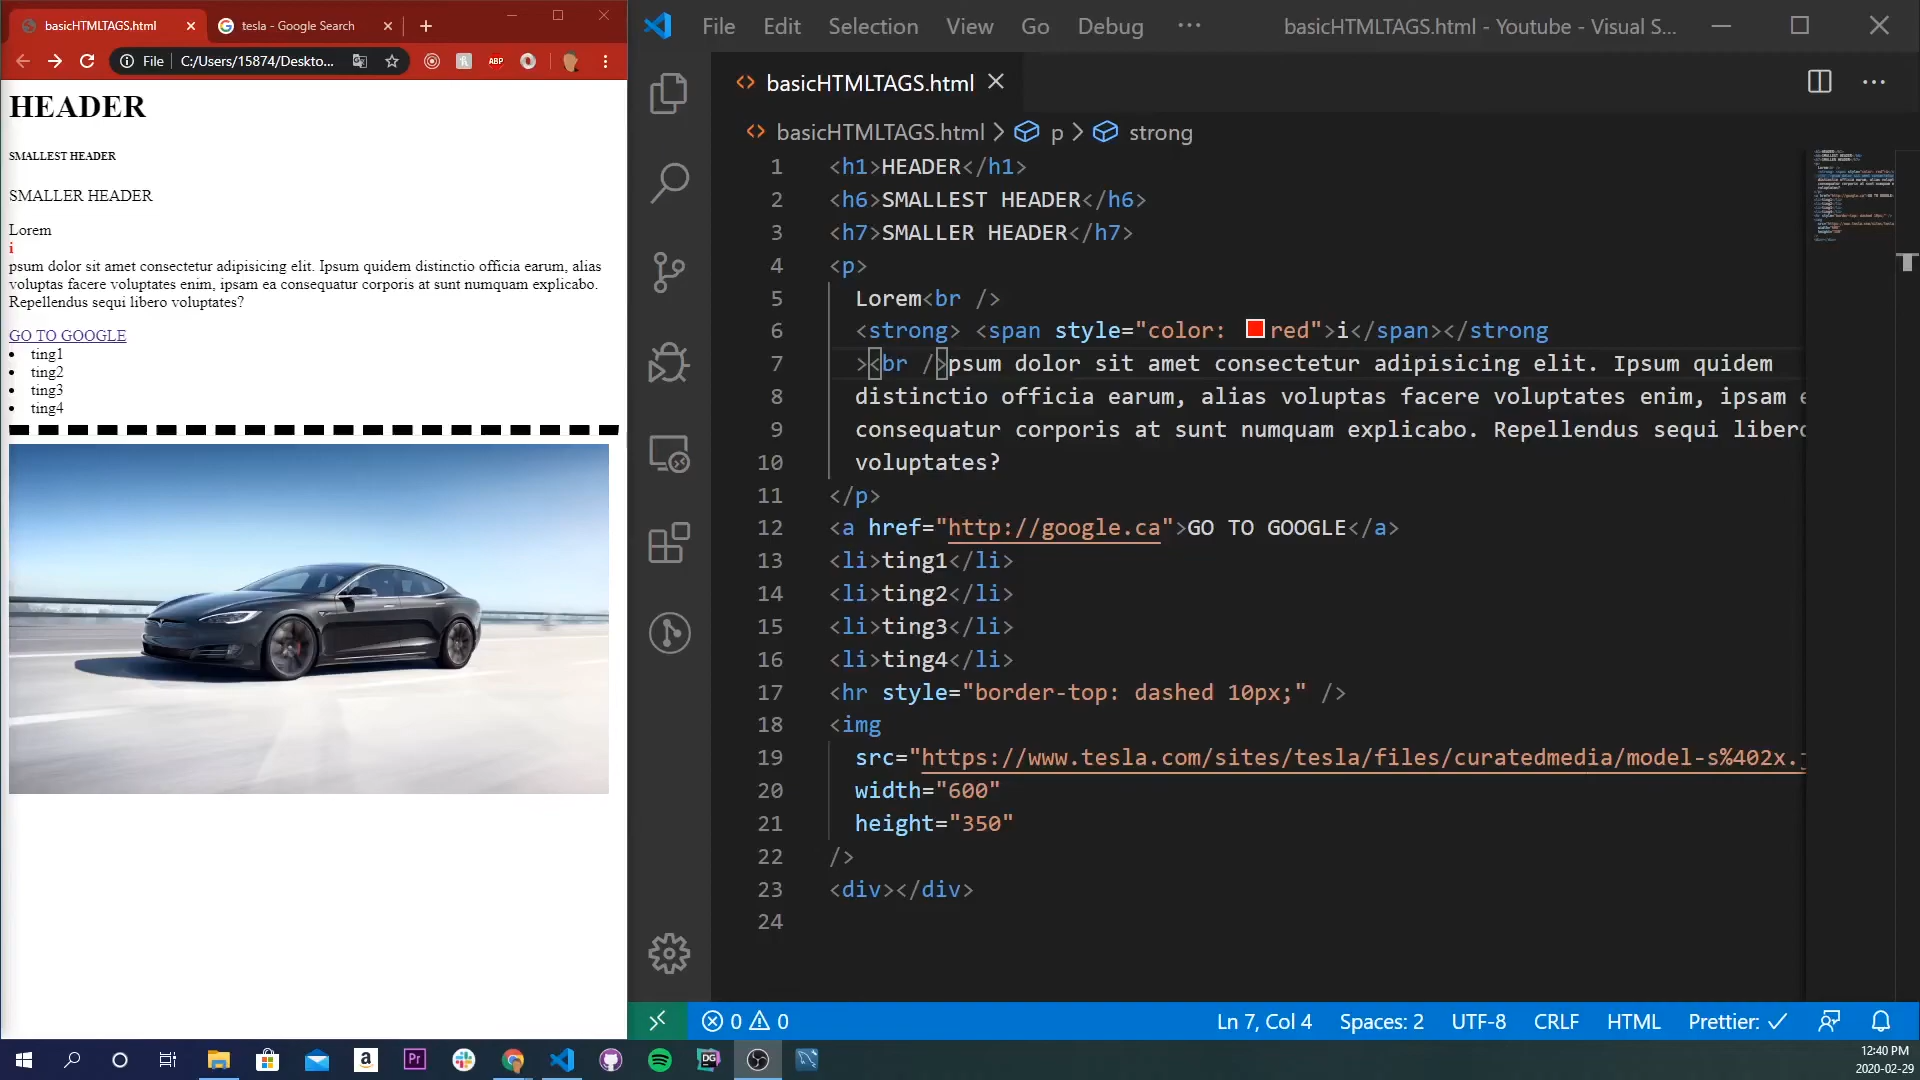 basicHTMLTAGS.html
tesla - Google Search
File
C:/Users/15874/Deskto...
ABP
HEADER
SMALLEST HEADER
SMALLER HEADER
Lorem
i
psum dolor sit amet consectetur adipisicing elit. Ipsum quidem distinctio officia earum, alias
voluptas facere voluptates enim, ipsam ea consequatur corporis at sunt numquam explicabo.
Repellendus sequi libero voluptates?
GO TO GOOGLE
ting1
ting2
ting3
ting4
File Edit Selection View Go Debug ...
basicHTMLTAGS.html - Youtube - Visual S...
basicHTMLTAGS.html
basicHTMLTAGS.html > p > strong
1 <h1>HEADER</h1>
2 <h6>SMALLEST HEADER</h6>
3 <h7>SMALLER HEADER</h7>
4 <p>
5 Lorem<br />
6 <strong> <span style="color: red">i</span></strong
7 ><br />psum dolor sit amet consectetur adipisicing elit. Ipsum quidem
8 distinctio officia earum, alias voluptas facere voluptates enim, ipsam e
9 consequatur corporis at sunt numquam explicabo. Repellendus sequi libero
10 voluptates?
11 </p>
12 <a href="http://google.ca">GO TO GOOGLE</a>
13 <li>ting1</li>
14 <li>ting2</li>
15 <li>ting3</li>
16 <li>ting4</li>
17 <hr style="border-top: dashed 10px;" />
18 <img
19 src="https://www.tesla.com/sites/tesla/files/curatedmedia/model-s%402x.
20 width="600"
21 height="350"
22 />
23 <div></div>
24
0 0
Ln 7, Col 4 Spaces: 2 UTF-8 CRLF HTML Prettier: ✓
a Pr DG
12:40 PM
2020-02-29